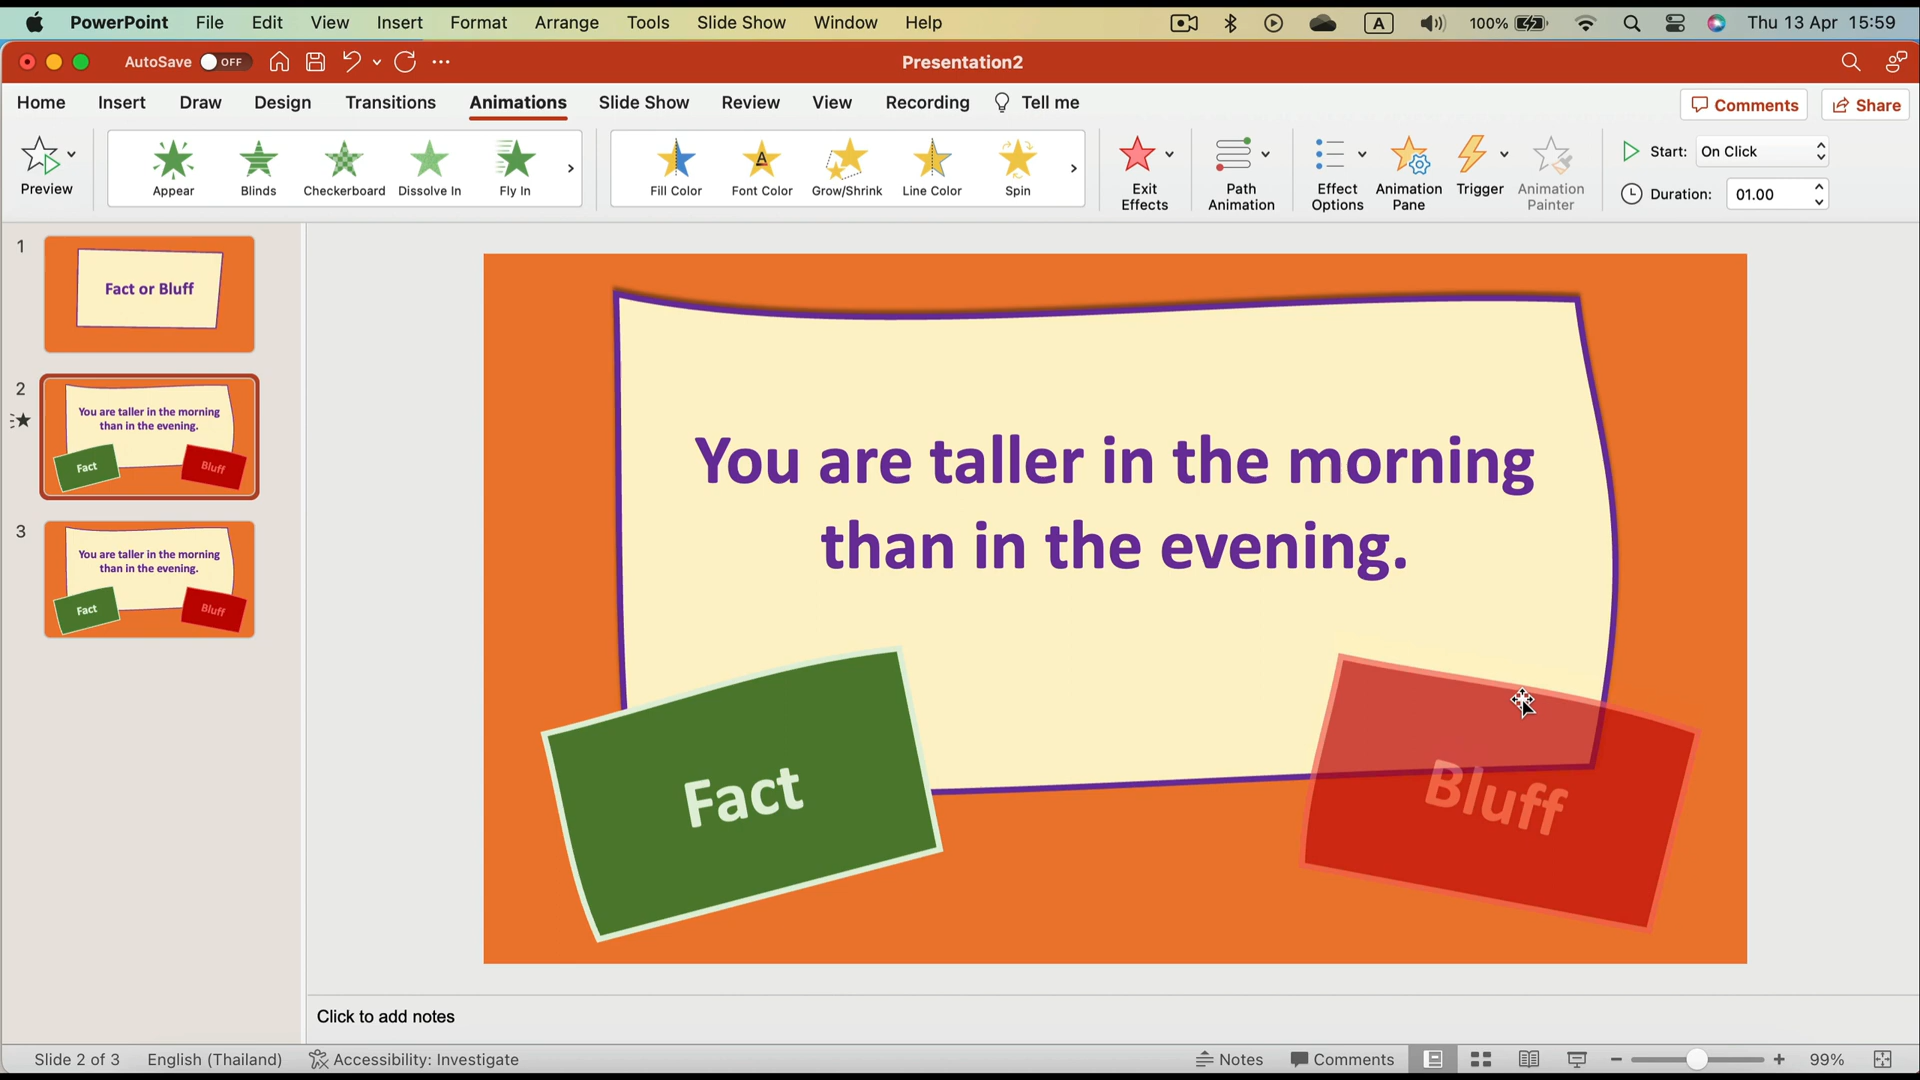 PowerPoint File Edit View Insert Format Arrange Tools Slide Show Window Help A 100% Thu 13 Apr 15:59
AutoSave OFF Presentation2
Home Insert Draw Design Transitions Animations Slide Show Review View Recording Tell me Comments Share
Preview
Appear Blinds Checkerboard Dissolve In Fly In
A
Fill Color Font Color Grow/Shrink Line Color Spin
Exit
Effects
Path
Animation
Effect
Options
Animation
Pane
Trigger
Animation
Painter
Start: On Click
Duration: 01.00
1
Fact or Bluff
2
You are taller in the morning
than in the evening.
Fact
Bluff
3
You are taller in the morning
than in the evening.
Fact
Bluff
You are taller in the morning
than in the evening.
Fact
Bluff
Click to add notes
Slide 2 of 3 English (Thailand) Accessibility: Investigate Notes Comments 99%